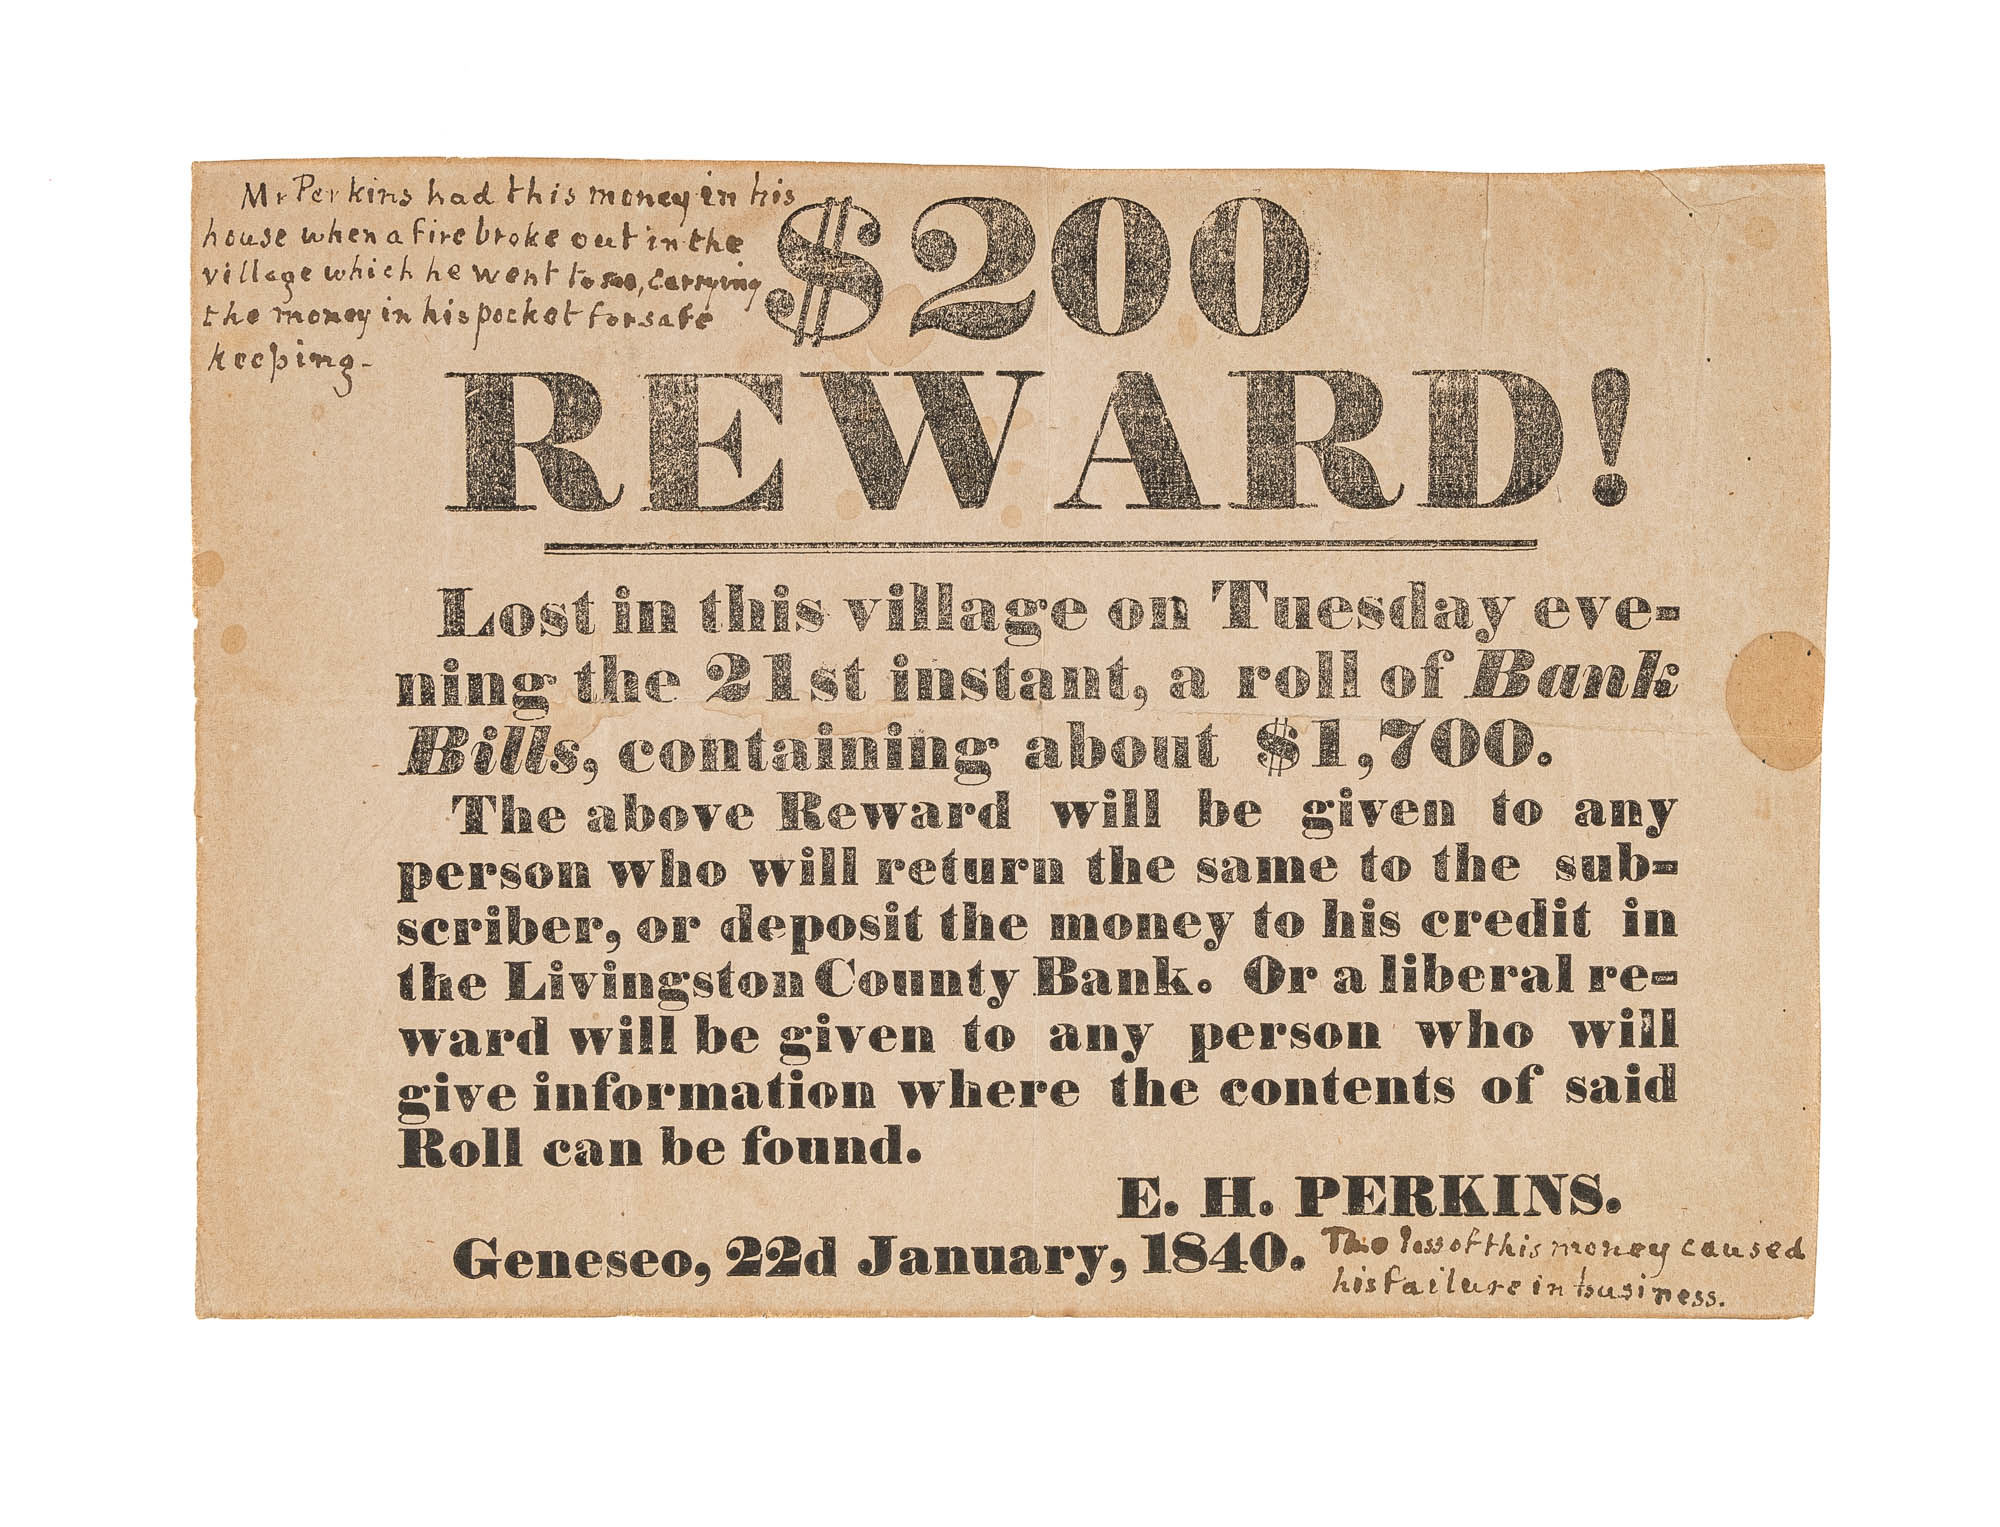 Mr Perkins had this money in his
house when a fire broke out in the
village which he went to see, carrying
the money in his pocket for safe
keeping-
$200
REWARD!
Lost in this village on Tuesday eve-
ning the 21st instant, a roll of Bank
Bills, containing about $1,700.
The above Reward will be given to any
person who will return the same to the sub-
scriber, or deposit the money to his credit in
the Livingston County Bank. Or a liberal re-
ward will be given to any person who will
give information where the contents of said
Roll can be found.
E. H. PERKINS.
Geneseo, 22d January, 1840.
The loss of this money caused
his failure in business.